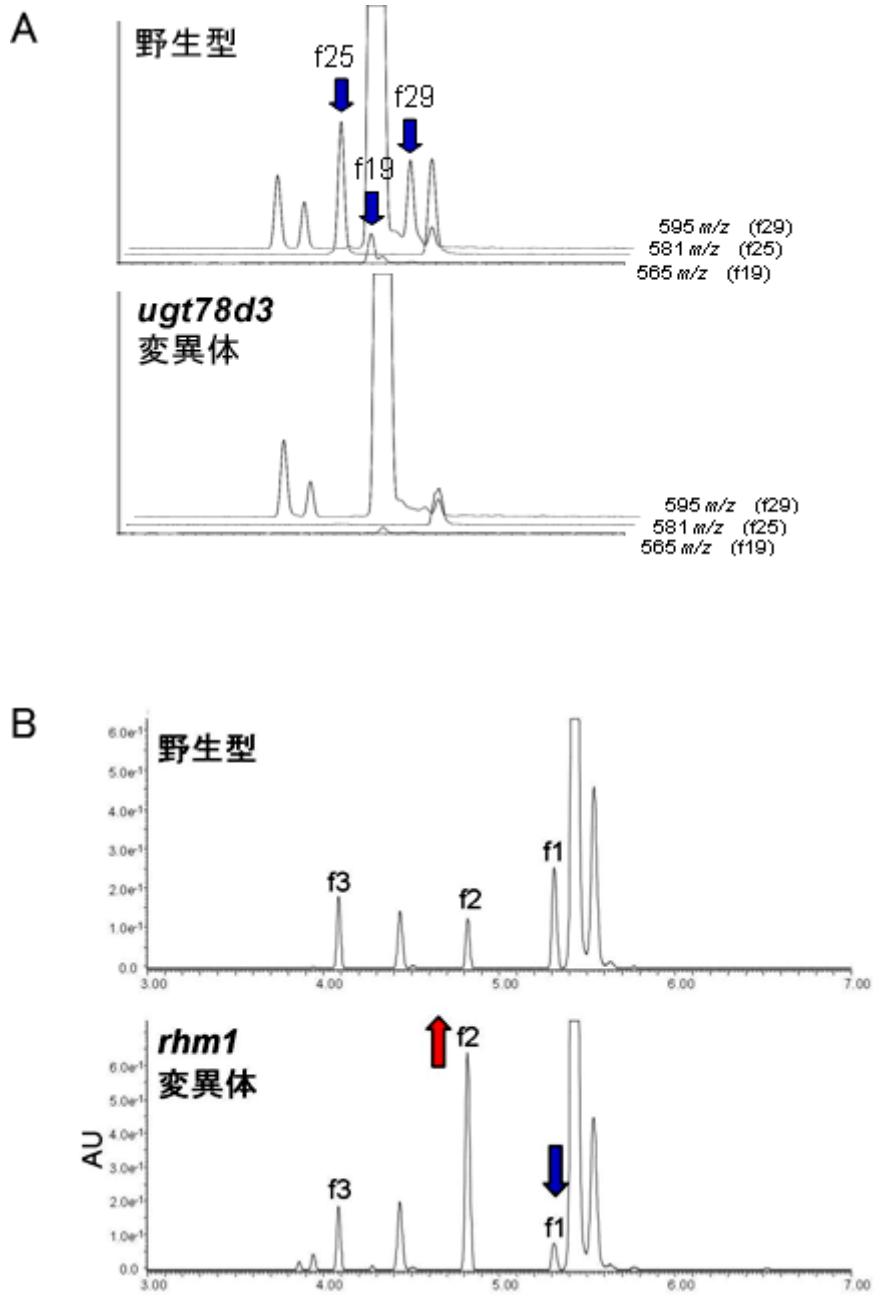 A
野生型
f25
f29
f19
595 m/z (f29)
581 m/z (f25)
565 m/z (f19)
ugt78d3
変異体
595 m/z (f29)
581 m/z (f25)
565 m/z (f19)
B
野生型
6.0e-1
5.0e-1
4.0e-1
3.0e-1
2.0e-1
1.0e-1
0.0
f3
f2
f1
3.00 4.00 5.00 6.00 7.00
rhm1
変異体
AU
6.0e-1
5.0e-1
4.0e-1
3.0e-1
2.0e-1
1.0e-1
0.0
f3
f2
f1
3.00 4.00 5.00 6.00 7.00